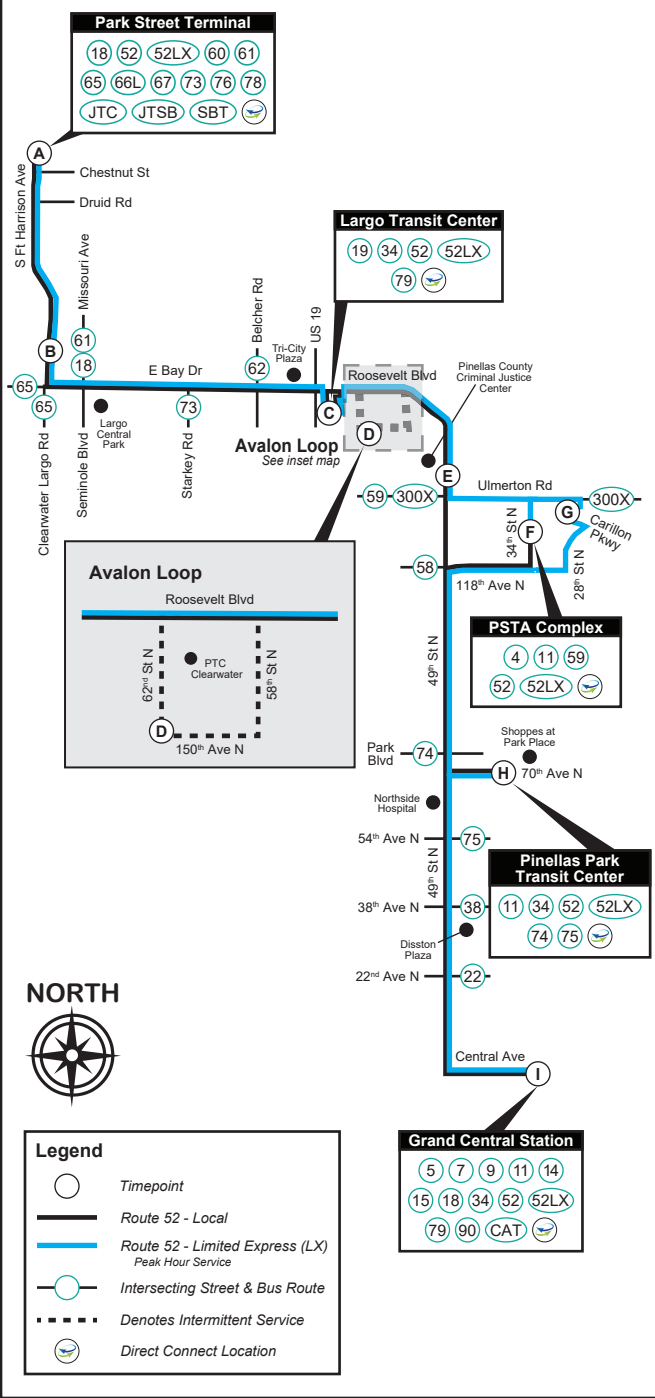 Park Street Terminal
18 52 52LX 60 61
65 66L 67 73 76 78
JTC JTSB SBT
A
Chestnut St
Druid Rd
S Ft Harrison Ave
Largo Transit Center
19 34 52 52LX
79
Missouri Ave
61
18
B
65
65
Clearwater Largo Rd
Seminole Blvd
Largo
Central
Park
E Bay Dr
73
Starkey Rd
Belcher Rd
62
Tri-City
Plaza
US 19
C
Roosevelt Blvd
D
Avalon Loop
See inset map
Pinellas County
Criminal Justice
Center
E
Ulmerton Rd
59 300X
300X
G
Carillon
Pkwy
F
34th St N
28th St N
58
118th Ave N
Avalon Loop
Roosevelt Blvd
62nd St N
PTC
Clearwater
58th St N
D
150th Ave N
PSTA Complex
4 11 59
52 52LX
49th St N
Park
Blvd
74
Shoppes at
Park Place
H
70th Ave N
Northside
Hospital
54th Ave N
75
49th St N
Pinellas Park
Transit Center
11 34 52 52LX
74 75
38th Ave N
38
Disston
Plaza
22nd Ave N
22
Central Ave
I
NORTH
Grand Central Station
5 7 9 11 14
15 18 34 52 52LX
79 90 CAT
Legend
Timepoint
Route 52 - Local
Route 52 - Limited Express (LX)
Peak Hour Service
Intersecting Street & Bus Route
Denotes Intermittent Service
Direct Connect Location